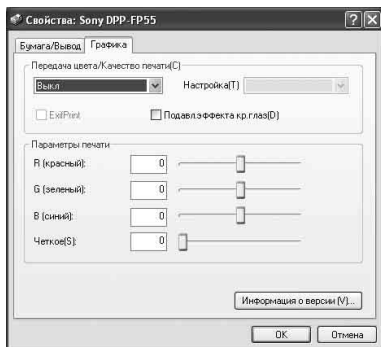 Свойства: Sony DPP-FP55
Бумага/Вывод Графика
Передача цвета/Качество печати(C)
Выкл Настройка(T)
ExifPrint Подавл.эффекта кр.глаз(D)
Параметры печати
R (красный): 0
G (зеленый): 0
B (синий): 0
Четкое(S): 0
Информация о версии (V)...
OK Отмена